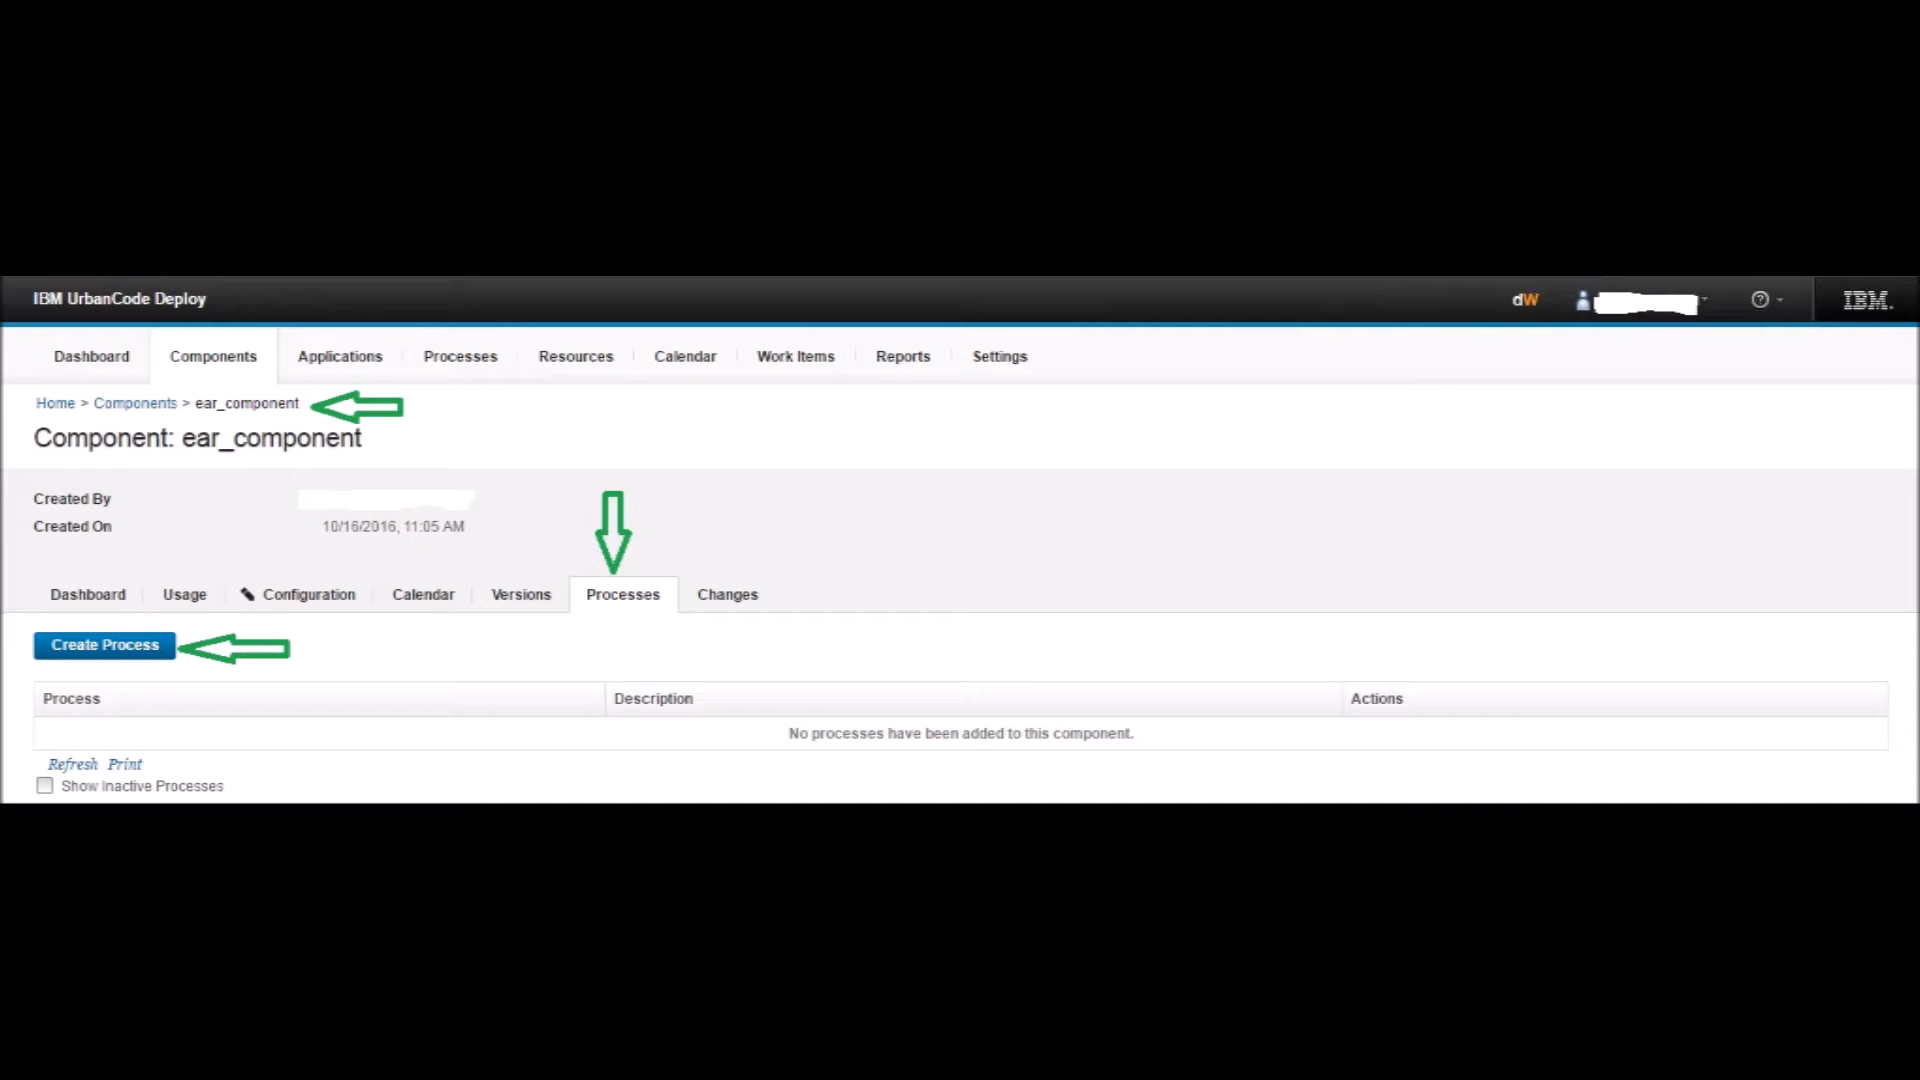 IBM UrbanCode Deploy dW IBM.
Dashboard Components Applications Processes Resources Calendar Work Items Reports Settings
Home > Components > ear_component
Component: ear_component
Created By
Created On 10/16/2016, 11:05 AM
Dashboard Usage Configuration Calendar Versions Processes Changes
Create Process
Process Description Actions
No processes have been added to this component.
Refresh Print
Show Inactive Processes